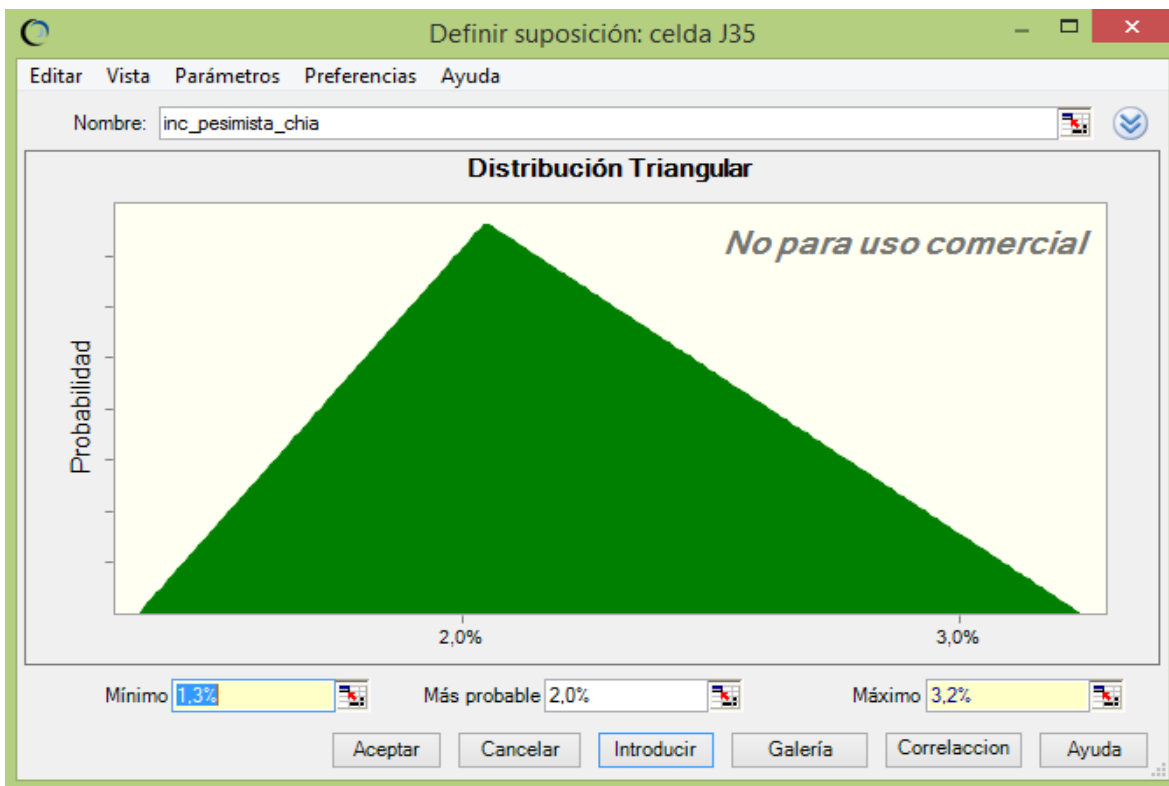 Definir suposición: celda J35
Editar Vista Parámetros Preferencias Ayuda
Nombre: inc_pesimista_chia
Distribución Triangular
No para uso comercial
Probabilidad
2,0% 3,0%
Mínimo 1,3% Más probable 2,0% Máximo 3,2%
Aceptar Cancelar Introducir Galería Correlaccion Ayuda